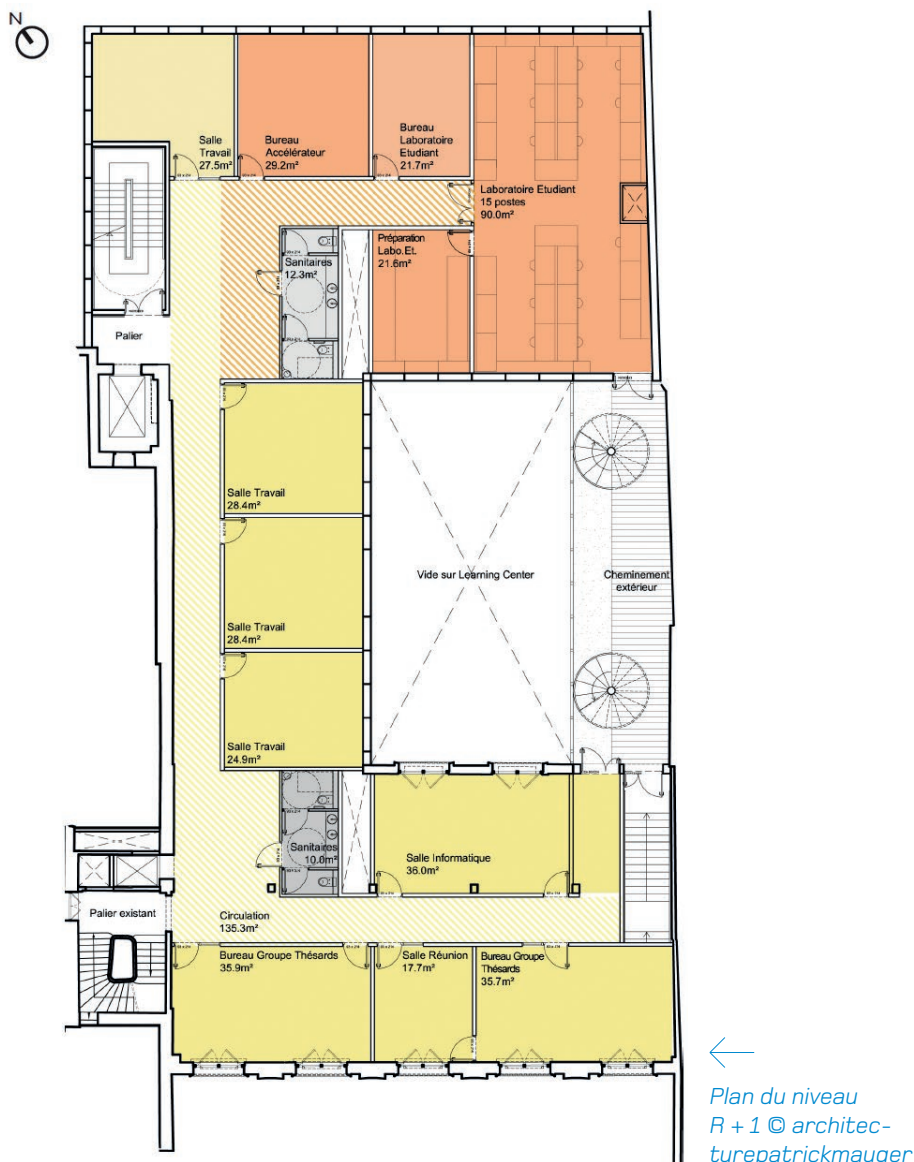 N
Salle
Travail
27.5m²
Bureau
Accélérateur
29.2m²
Bureau
Laboratoire
Etudiant
21.7m²
Laboratoire Etudiant
15 postes
90.0m²
Préparation
Labo.Et.
21.6m²
Sanitaires
12.3m²
Palier
Salle Travail
28.4m²
Salle Travail
28.4m²
Vide sur Learning Center
Cheminement
extérieur
Salle Travail
24.9m²
Sanitaires
10.0m²
Salle Informatique
36.0m²
Palier existant
Circulation
135.3m²
Bureau Groupe Thésards
35.9m²
Salle Réunion
17.7m²
Bureau Groupe
Thésards
35.7m²
Plan du niveau
R + 1 © architec-
turepatrickmauger